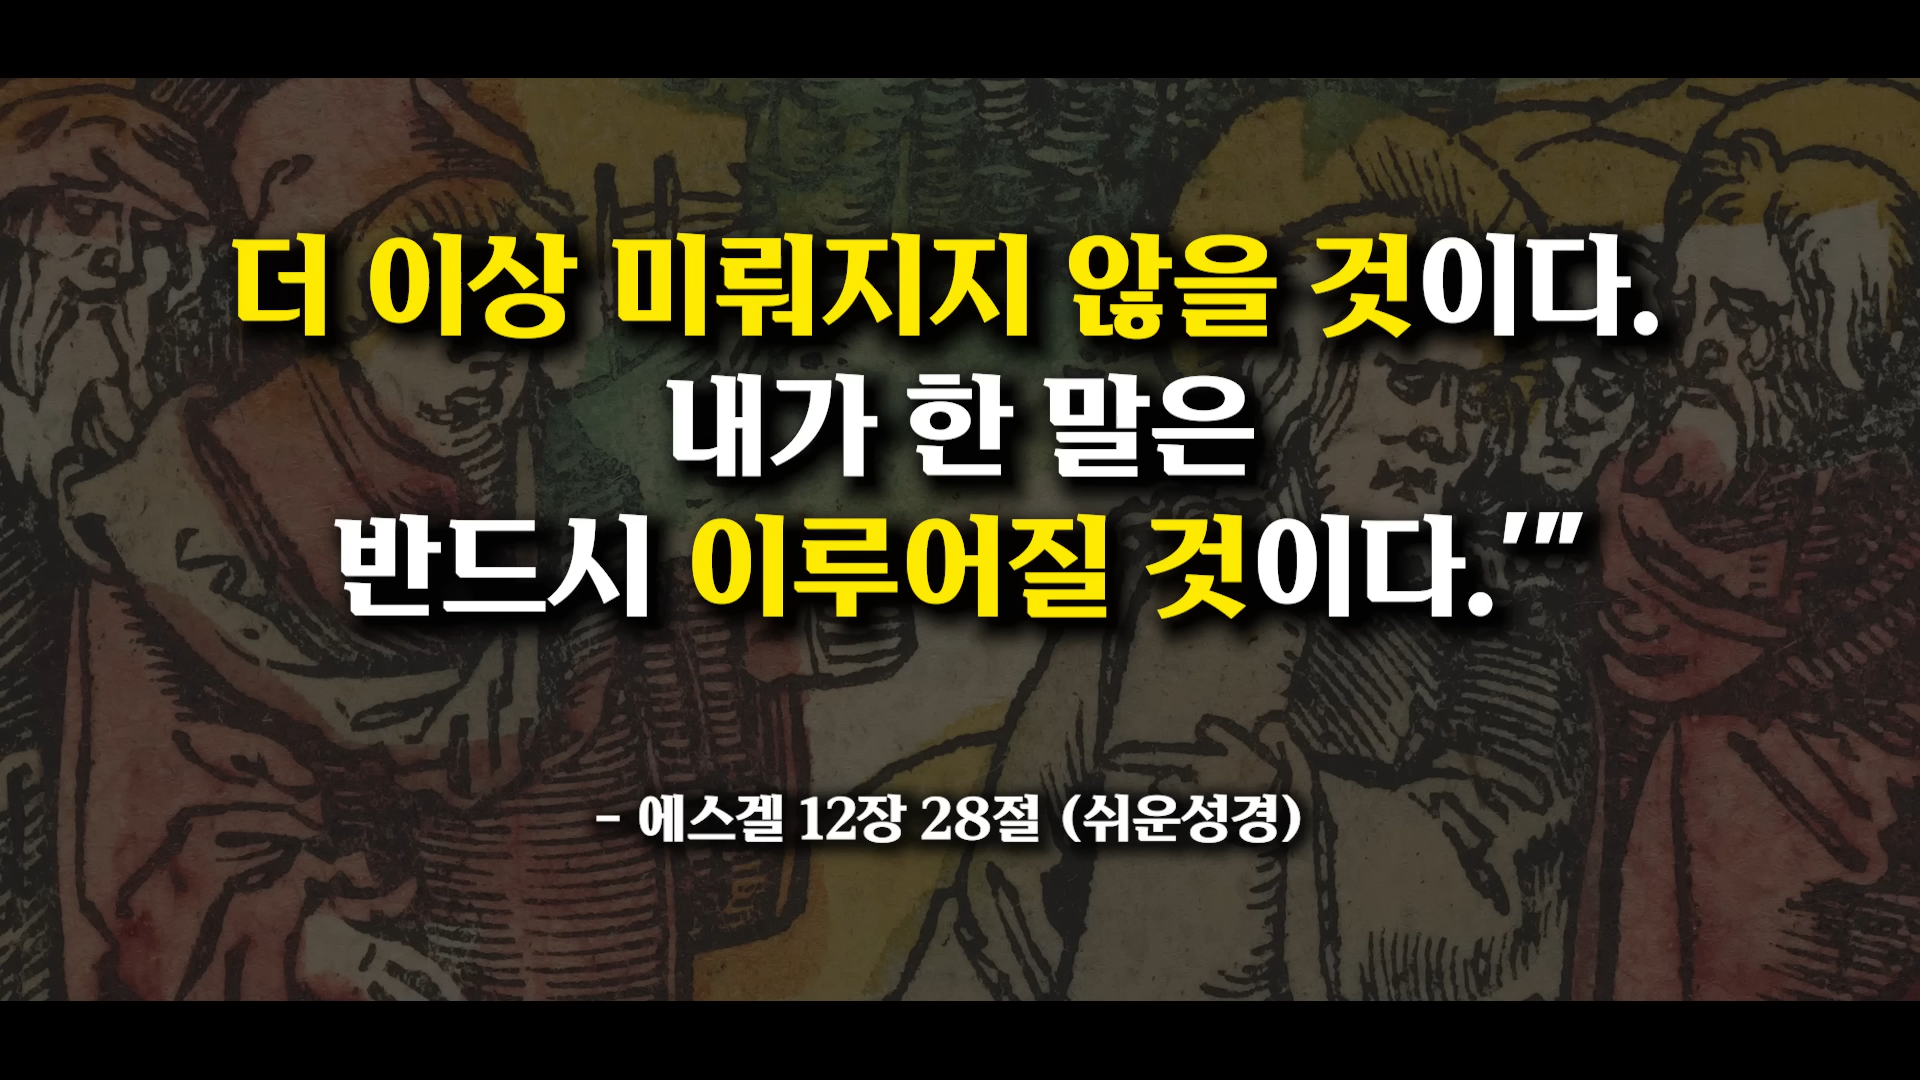 더 이상 미뤄지지 않을 것이다.
내가 한 말은
반드시 이루어질 것이다.'"
- 에스겔 12장 28절 (쉬운성경)